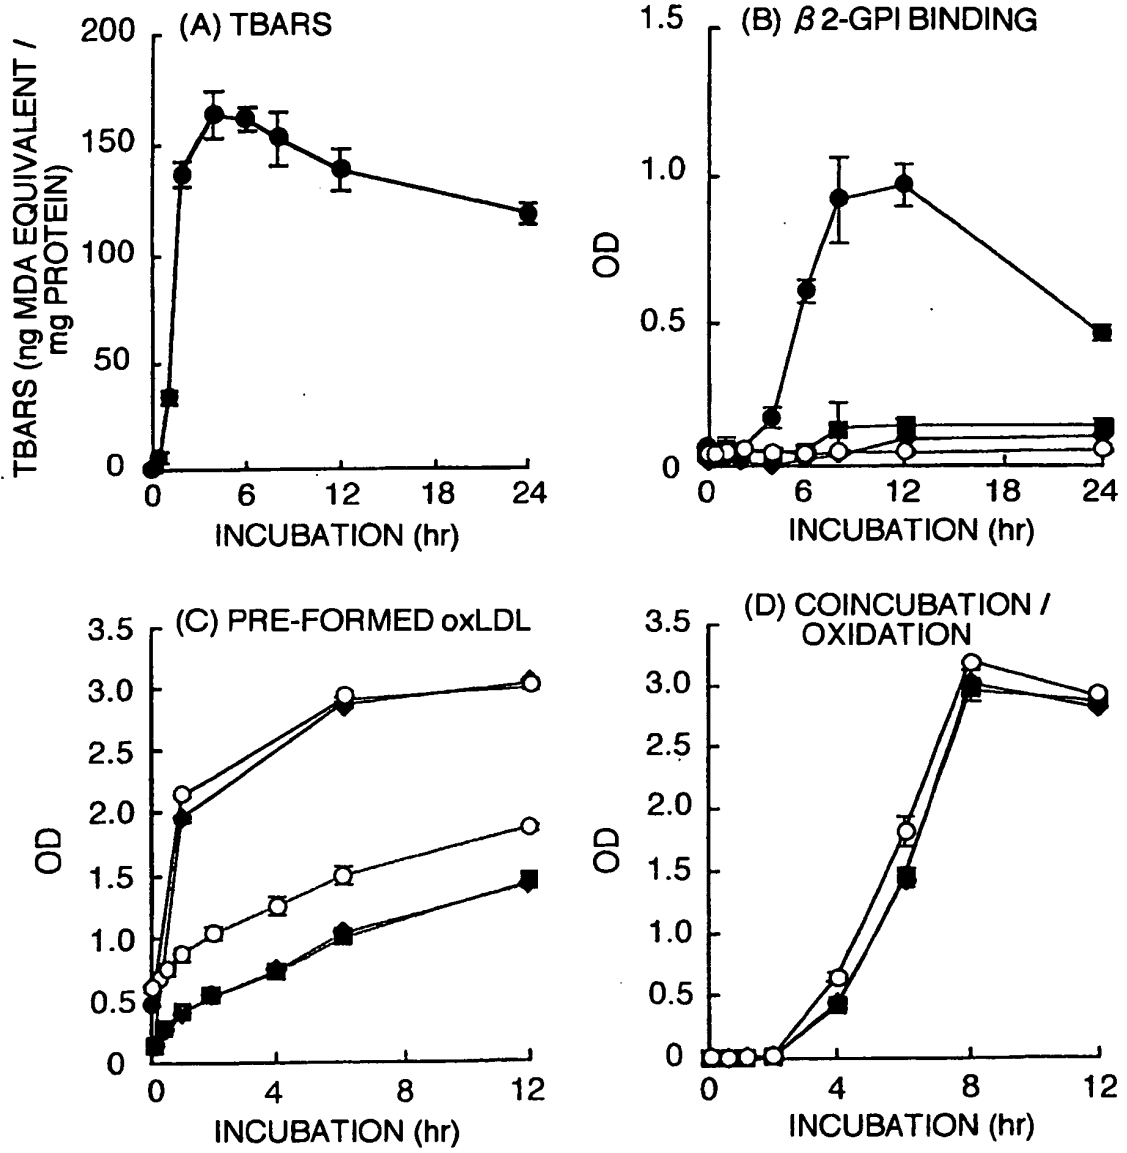 (A) TBARS
TBARS (ng MDA EQUIVALENT /
mg PROTEIN)
200
150
100
50
0
0 6 12 18 24
INCUBATION (hr)
(B) β2-GPI BINDING
OD
1.5
1.0
0.5
0
0 6 12 18 24
INCUBATION (hr)
(C) PRE-FORMED oxLDL
OD
3.5
3.0
2.5
2.0
1.5
1.0
0.5
0
0 4 8 12
INCUBATION (hr)
(D) COINCUBATION /
OXIDATION
OD
3.5
3.0
2.5
2.0
1.5
1.0
0.5
0
0 4 8 12
INCUBATION (hr)